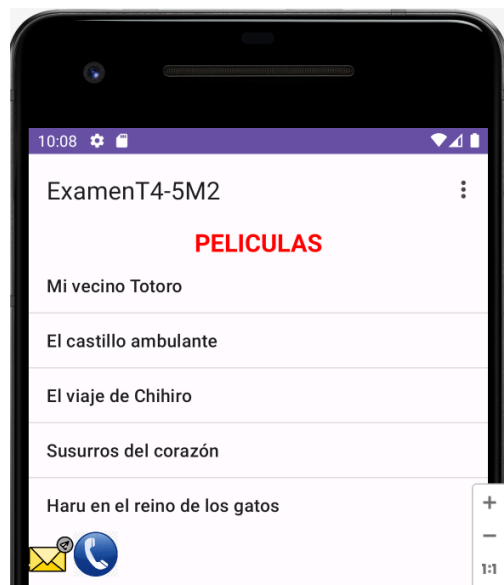 10:08
ExamenT4-5M2
PELICULAS
Mi vecino Totoro
El castillo ambulante
El viaje de Chihiro
Susurros del corazón
Haru en el reino de los gatos
+
−
1:1